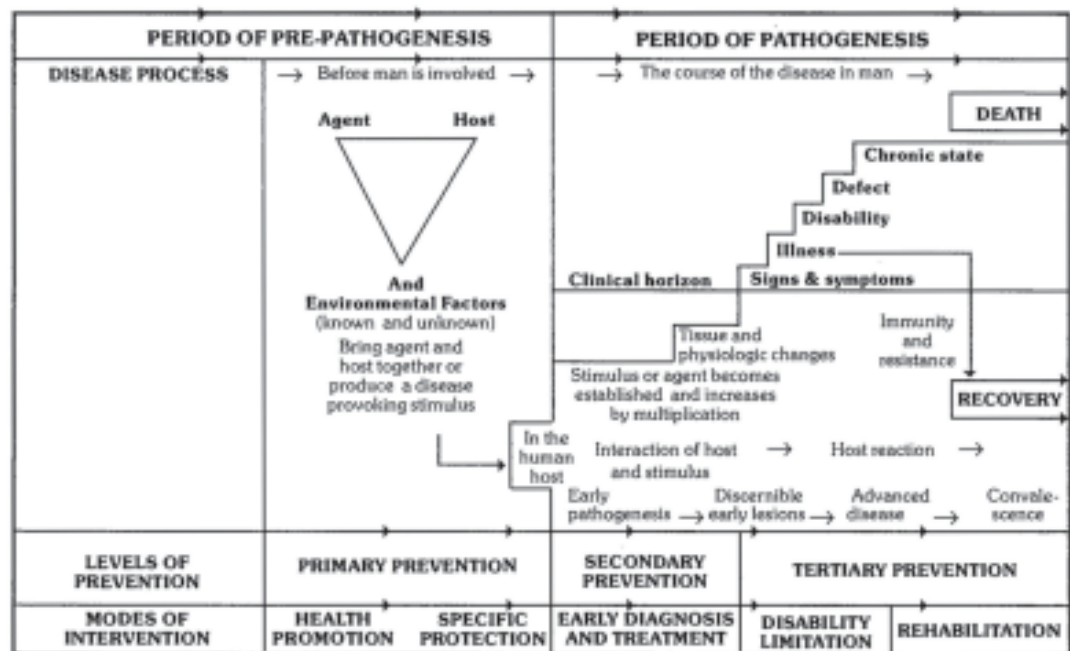 PERIOD OF PRE-PATHOGENESIS
PERIOD OF PATHOGENESIS
DISEASE PROCESS
Before man is involved
The course of the disease in man
DEATH
Agent
Host
Chronic state
Defect
Disability
Illness
And
Environmental Factors
(known and unknown)
Bring agent and
host together or
produce a disease
provoking stimulus
Clinical horizon
Signs & symptoms
Tissue and
physiologic changes
Immunity
and
resistance
Stimulus or agent becomes
established and increases
by multiplication
RECOVERY
In the
human
host
Interaction of host
and stimulus
Host reaction
Early
pathogenesis
Discernible
early lesions
Advanced
disease
Convale-
scence
LEVELS OF
PREVENTION
PRIMARY PREVENTION
SECONDARY
PREVENTION
TERTIARY PREVENTION
MODES OF
INTERVENTION
HEALTH
PROMOTION
SPECIFIC
PROTECTION
EARLY DIAGNOSIS
AND TREATMENT
DISABILITY
LIMITATION
REHABILITATION